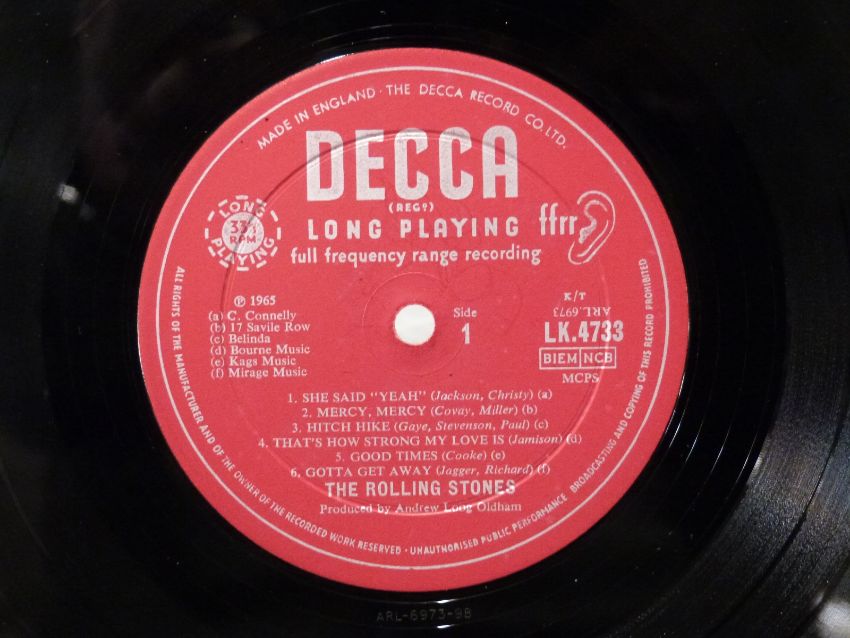 MADE IN ENGLAND · THE DECCA RECORD CO. LTD.
DECCA
(REGD)
LONG PLAYING
ffrr
full frequency range recording
LONG
33⅓
RPM
PLAYING
℗ 1965
(a) C. Connelly
(b) 17 Savile Row
(c) Belinda
(d) Bourne Music
(e) Kags Music
(f) Mirage Music
Side
1
K/T
ARL.6973
LK.4733
BIEM NCB
MCPS
1. SHE SAID "YEAH" (Jackson, Christy) (a)
2. MERCY, MERCY (Covay, Miller) (b)
3. HITCH HIKE (Gaye, Stevenson, Paul) (c)
4. THAT'S HOW STRONG MY LOVE IS (Jamison) (d)
5. GOOD TIMES (Cooke) (e)
6. GOTTA GET AWAY (Jagger, Richard) (f)
THE ROLLING STONES
Produced by Andrew Loog Oldham
ALL RIGHTS OF THE MANUFACTURER AND OF THE OWNER OF THE RECORDED WORK RESERVED · UNAUTHORISED PUBLIC PERFORMANCE BROADCASTING AND COPYING OF THIS RECORD PROHIBITED
ARL-6973-9B